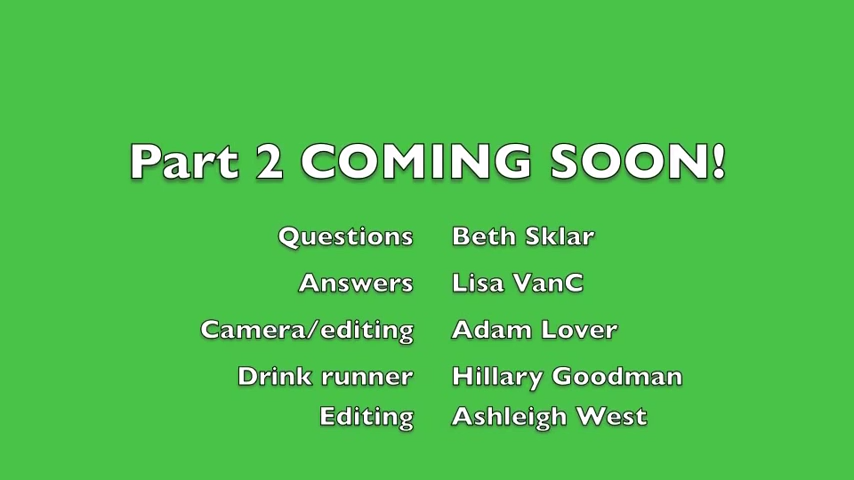 Part 2 COMING SOON!
Questions Beth Sklar
Answers Lisa VanC
Camera/editing Adam Lover
Drink runner Hillary Goodman
Editing Ashleigh West